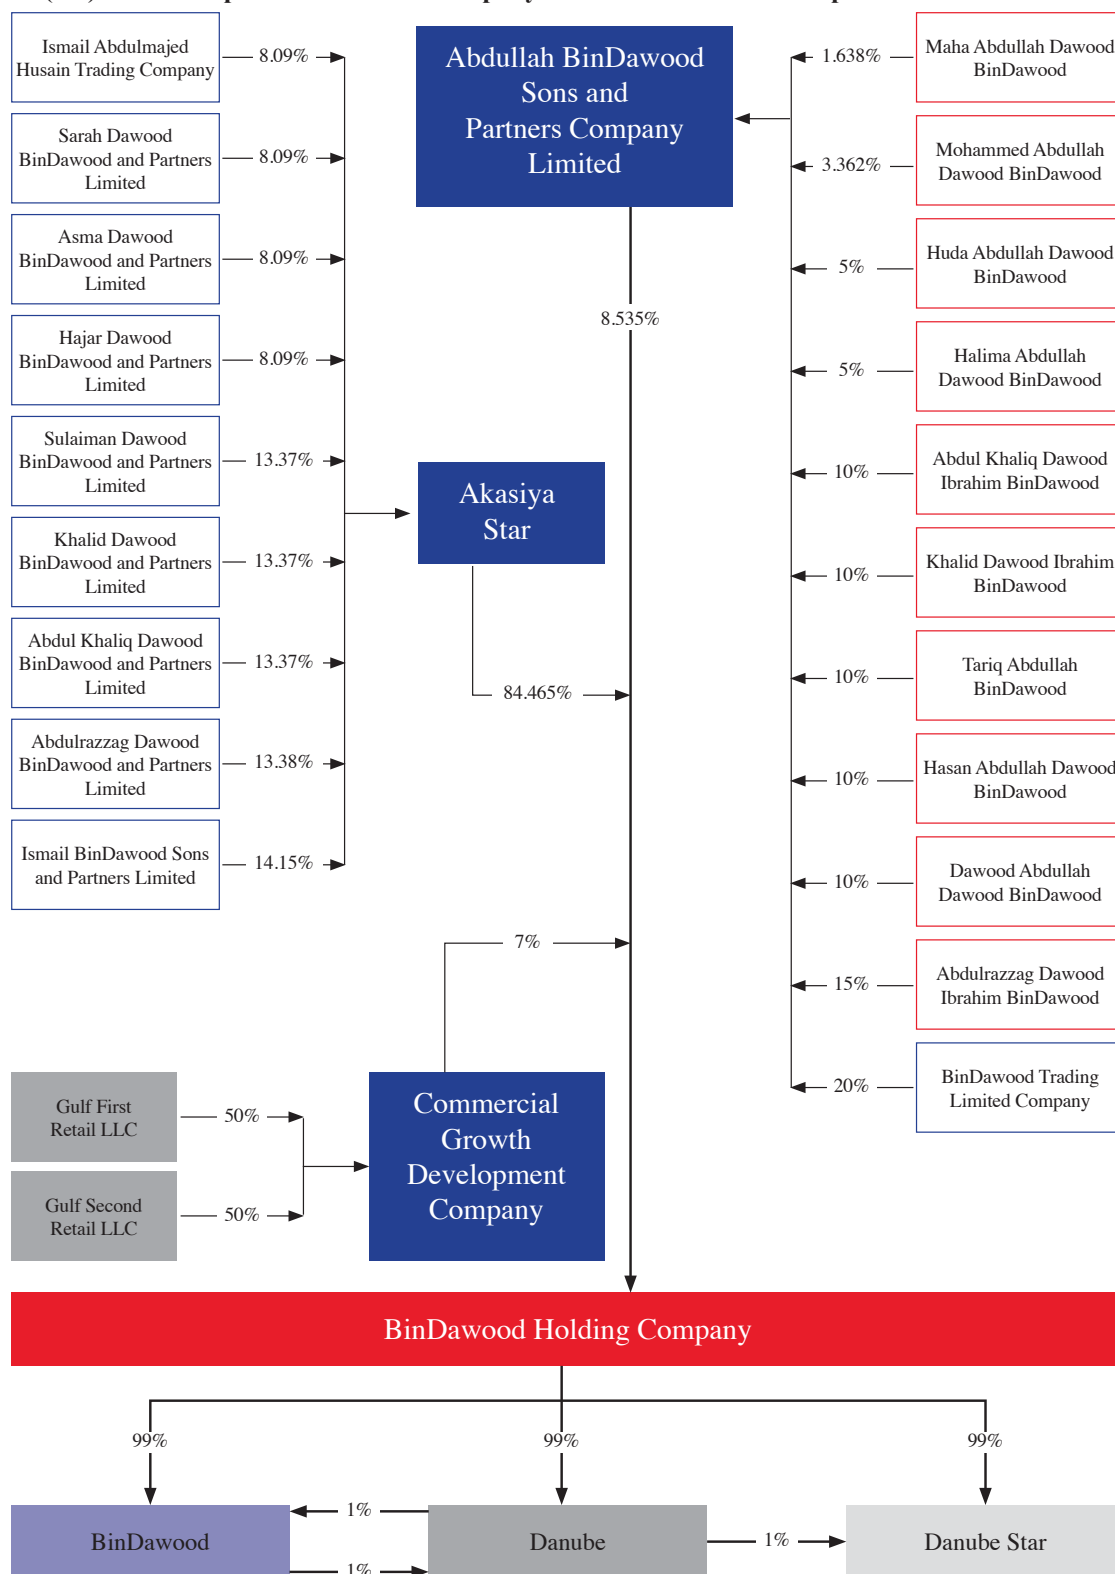 Ismail Abdulmajed
Husain Trading Company
8.09%
Sarah Dawood
BinDawood and Partners
Limited
8.09%
Asma Dawood
BinDawood and Partners
Limited
8.09%
Hajar Dawood
BinDawood and Partners
Limited
8.09%
Sulaiman Dawood
BinDawood and Partners
Limited
13.37%
Khalid Dawood
BinDawood and Partners
Limited
13.37%
Abdul Khaliq Dawood
BinDawood and Partners
Limited
13.37%
Abdulrazzag Dawood
BinDawood and Partners
Limited
13.38%
Ismail BinDawood Sons
and Partners Limited
14.15%
Abdullah BinDawood
Sons and
Partners Company
Limited
8.535%
Akasiya
Star
84.465%
7%
Maha Abdullah Dawood
BinDawood
1.638%
Mohammed Abdullah
Dawood BinDawood
3.362%
Huda Abdullah Dawood
BinDawood
5%
Halima Abdullah
Dawood BinDawood
5%
Abdul Khaliq Dawood
Ibrahim BinDawood
10%
Khalid Dawood Ibrahim
BinDawood
10%
Tariq Abdullah
BinDawood
10%
Hasan Abdullah Dawood
BinDawood
10%
Dawood Abdullah
Dawood BinDawood
10%
Abdulrazzag Dawood
Ibrahim BinDawood
15%
BinDawood Trading
Limited Company
20%
Gulf First
Retail LLC
50%
Gulf Second
Retail LLC
50%
Commercial
Growth
Development
Company
BinDawood Holding Company
99%
99%
99%
BinDawood
1%
1%
Danube
1%
Danube Star